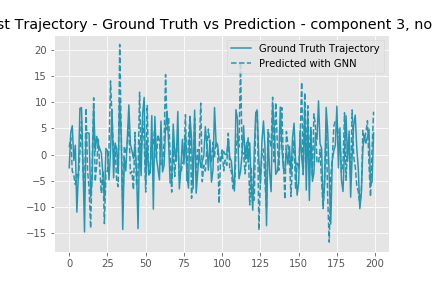 st Trajectory - Ground Truth vs Prediction - component 3, no
Ground Truth Trajectory
Predicted with GNN
20
15
10
5
0
−5
−10
−15
0 25 50 75 100 125 150 175 200